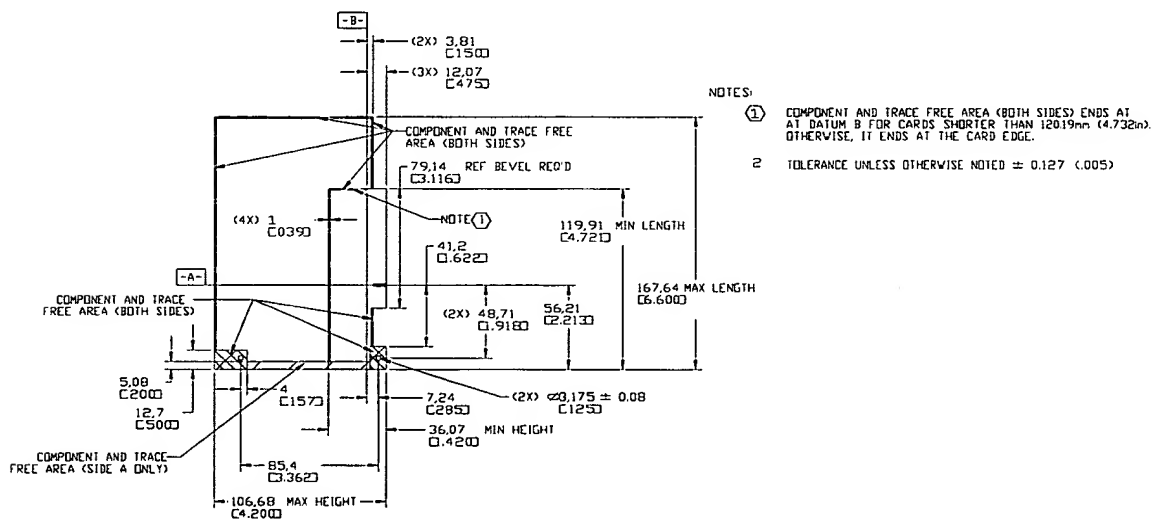 -B-
(2X) 3,81
[.150]
(3X) 12,07
[.475]
COMPONENT AND TRACE FREE
AREA (BOTH SIDES)
79,14 REF BEVEL REQ'D
[3.116]
(4X) 1
[.039]
NOTE 1
119,91 MIN LENGTH
[4.721]
41,2
[1.622]
-A-
COMPONENT AND TRACE
FREE AREA (BOTH SIDES)
167,64 MAX LENGTH
[6.600]
(2X) 48,71
[1.918]
56,21
[2.213]
5,08
[.200]
4
[.157]
12,7
[.500]
7,24
[.285]
(2X) ⌀3,175 ± 0.08
[.125]
36,07 MIN HEIGHT
[1.420]
COMPONENT AND TRACE
FREE AREA (SIDE A ONLY)
85,4
[3.362]
106,68 MAX HEIGHT
[4.200]
NOTES:
1 COMPONENT AND TRACE FREE AREA (BOTH SIDES) ENDS AT
AT DATUM B FOR CARDS SHORTER THAN 120.19mm (4.732in).
OTHERWISE, IT ENDS AT THE CARD EDGE.
2 TOLERANCE UNLESS OTHERWISE NOTED ± 0.127 (.005)